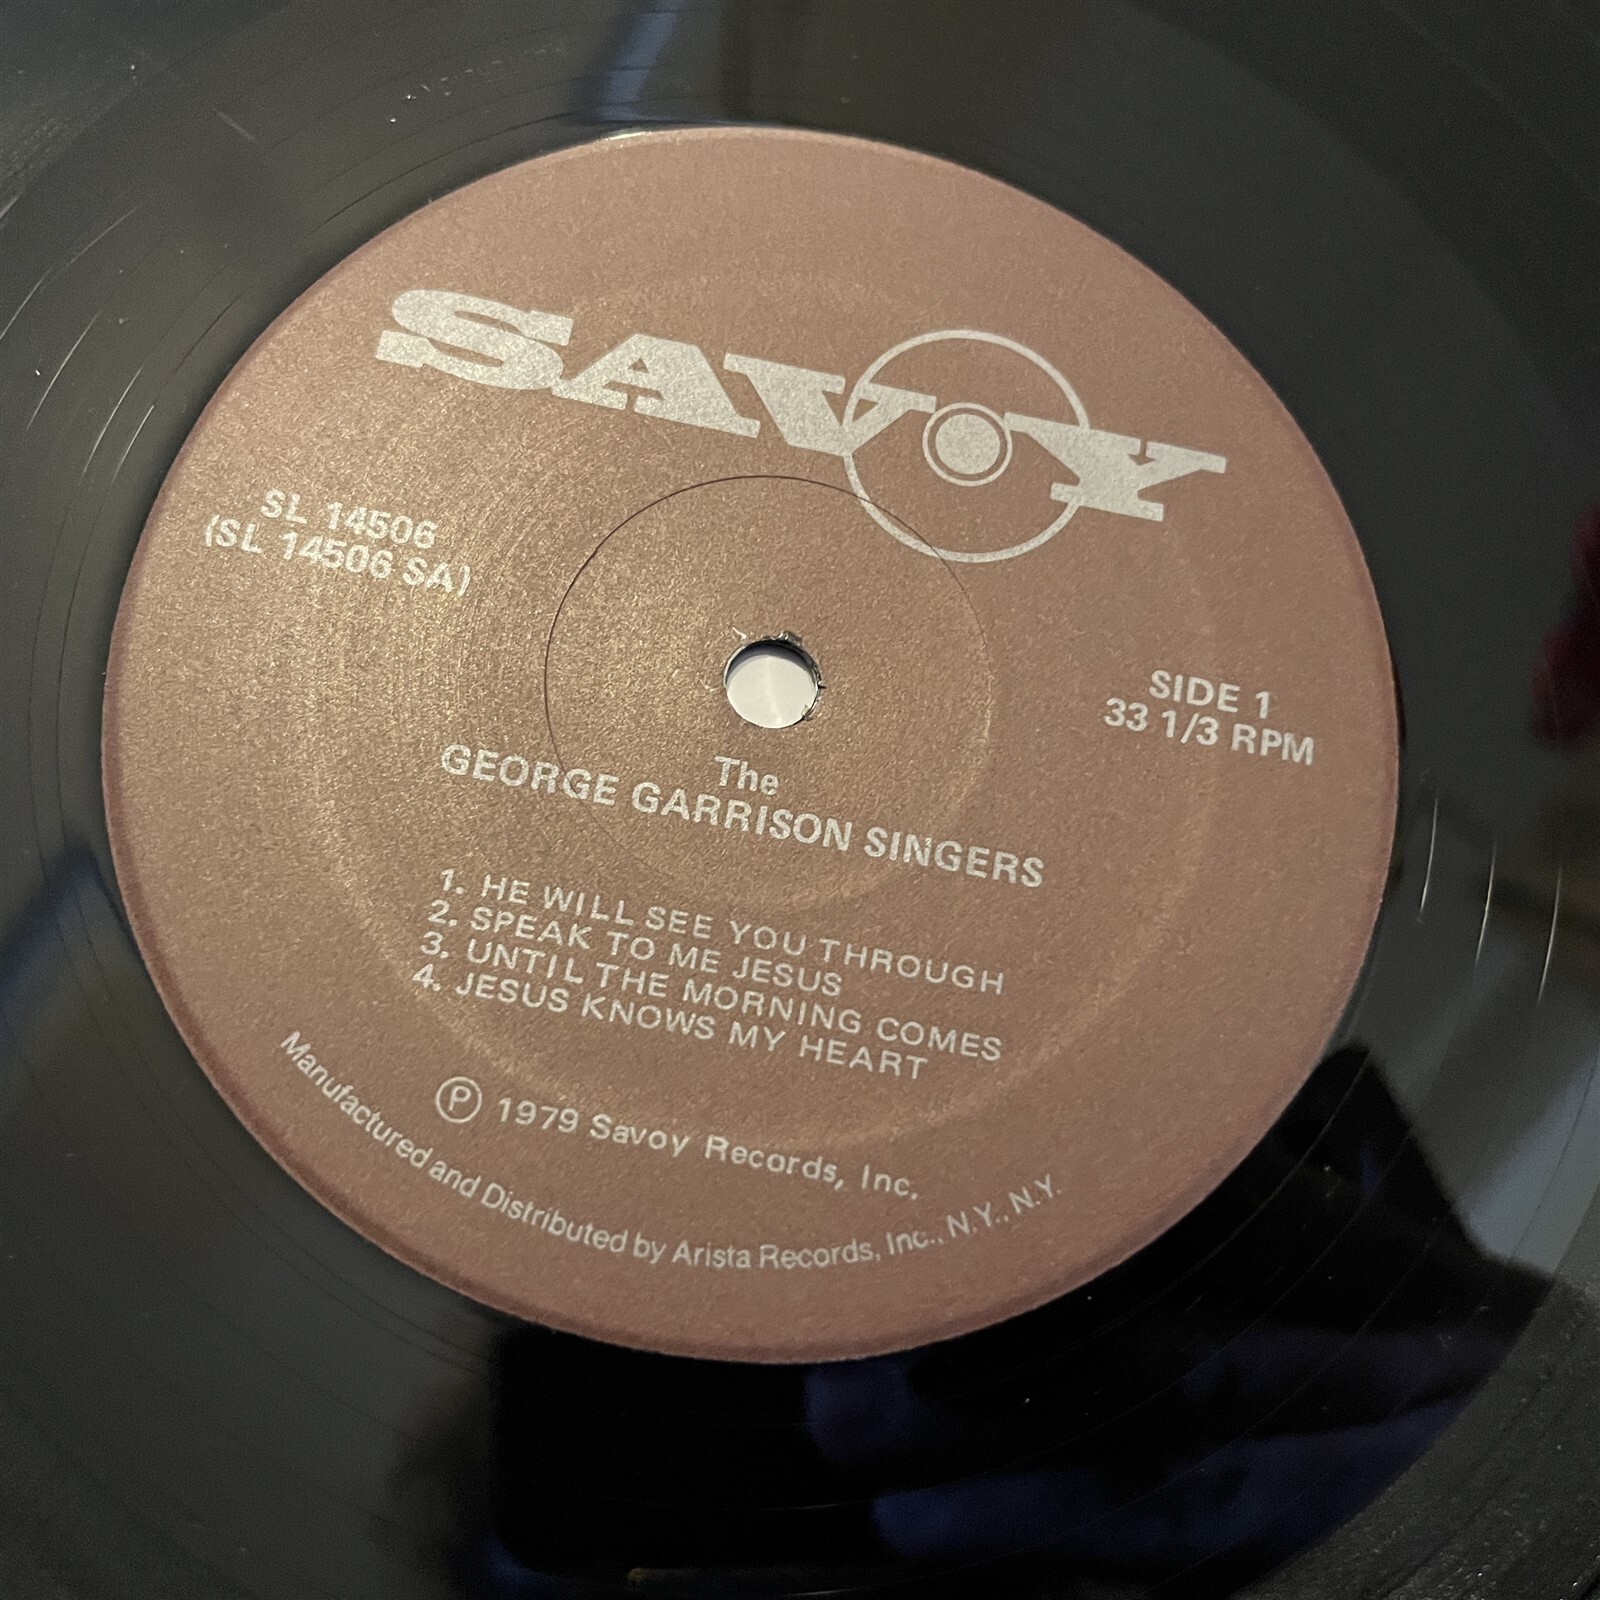 SAVOY
SL 14506
(SL 14506 SA)
SIDE 1
33 1/3 RPM
The
GEORGE GARRISON SINGERS
1. HE WILL SEE YOU THROUGH
2. SPEAK TO ME JESUS
3. UNTIL THE MORNING COMES
4. JESUS KNOWS MY HEART
Ⓟ 1979 Savoy Records, Inc.
Manufactured and Distributed by Arista Records, Inc., N.Y., N.Y.